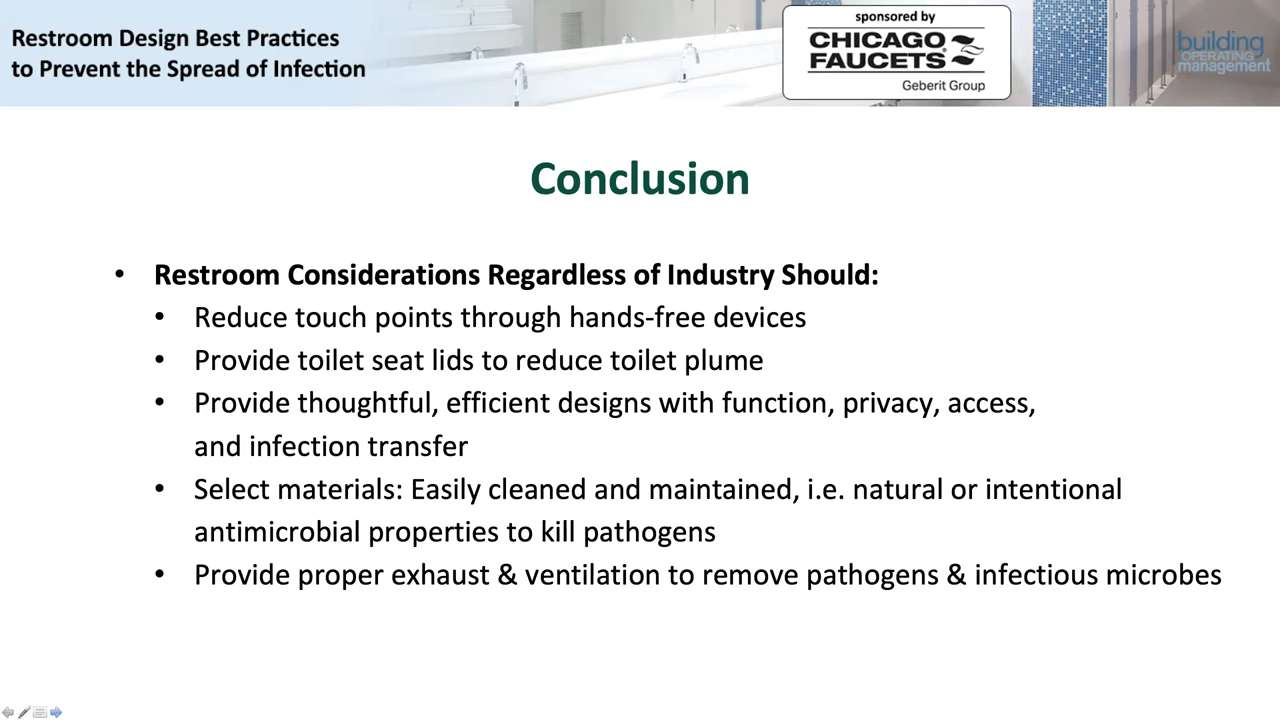 Restroom Design Best Practices
to Prevent the Spread of Infection
sponsored by
CHICAGO
FAUCETS
Geberit Group
building
OPERATING
management
Conclusion
• Restroom Considerations Regardless of Industry Should:
• Reduce touch points through hands-free devices
• Provide toilet seat lids to reduce toilet plume
• Provide thoughtful, efficient designs with function, privacy, access,
and infection transfer
• Select materials: Easily cleaned and maintained, i.e. natural or intentional
antimicrobial properties to kill pathogens
• Provide proper exhaust & ventilation to remove pathogens & infectious microbes